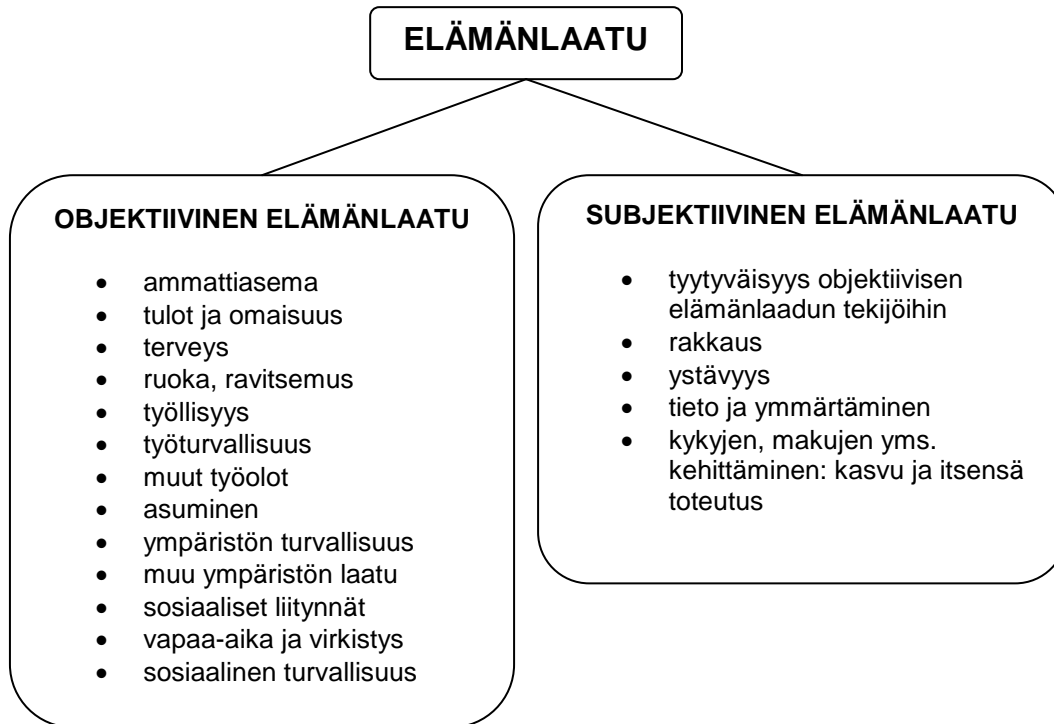 ELÄMÄNLAATU
OBJEKTIIVINEN ELÄMÄNLAATU
• ammattiasema
• tulot ja omaisuus
• terveys
• ruoka, ravitsemus
• työllisyys
• työturvallisuus
• muut työolot
• asuminen
• ympäristön turvallisuus
• muu ympäristön laatu
• sosiaaliset liitynnät
• vapaa-aika ja virkistys
• sosiaalinen turvallisuus
SUBJEKTIIVINEN ELÄMÄNLAATU
• tyytyväisyys objektiivisen
elämänlaadun tekijöihin
• rakkaus
• ystävyys
• tieto ja ymmärtäminen
• kykyjen, makujen yms.
kehittäminen: kasvu ja itsensä
toteutus